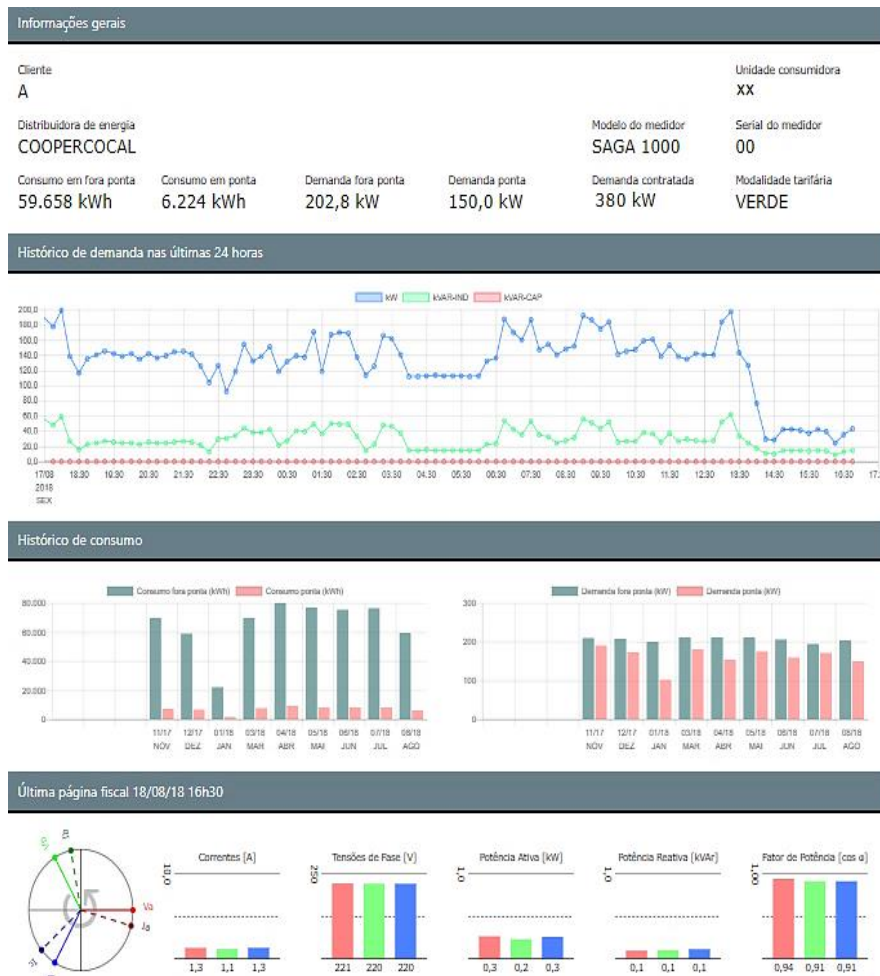 Informações gerais
Cliente
Unidade consumidora
A
XX
Distribuidora de energia
Modelo do medidor
Serial do medidor
COOPERCOCAL
SAGA 1000
00
Consumo em fora ponta
Consumo em ponta
Demanda fora ponta
Demanda ponta
Demanda contratada
Modalidade tarifária
59.658 kWh
6.224 kWh
202,8 kW
150,0 kW
380 kW
VERDE
Histórico de demanda nas últimas 24 horas
kW
kVAR-IND
kVAR-CAP
200,0
180,0
160,0
140,0
120,0
100,0
80,0
60,0
40,0
20,0
0,0
17/08 18:30 19:30 20:30 21:30 22:30 23:30 00:30 01:30 02:30 03:30 04:30 05:30 06:30 07:30 08:30 09:30 10:30 11:30 12:30 13:30 14:30 15:30 16:30 17:
2018
SEX
Histórico de consumo
Consumo fora ponta (kWh)
Consumo ponta (kWh)
80.000
60.000
40.000
20.000
0
11/17 12/17 01/18 03/18 04/18 05/18 06/18 07/18 08/18
NOV DEZ JAN MAR ABR MAI JUN JUL AGO
Demanda fora ponta (kW)
Demanda ponta (kW)
300
200
100
0
11/17 12/17 01/18 03/18 04/18 05/18 06/18 07/18 08/18
NOV DEZ JAN MAR ABR MAI JUN JUL AGO
Última página fiscal 18/08/18 16h30
Va
Ia
Correntes [A]
10,0
1,3 1,1 1,3
Tensões de Fase [V]
250
221 220 220
Potência Ativa [kW]
1,0
0,3 0,2 0,3
Potência Reativa [kVAr]
1,0
0,1 0,1 0,1
Fator de Potência [cos φ]
1,00
0,94 0,91 0,91